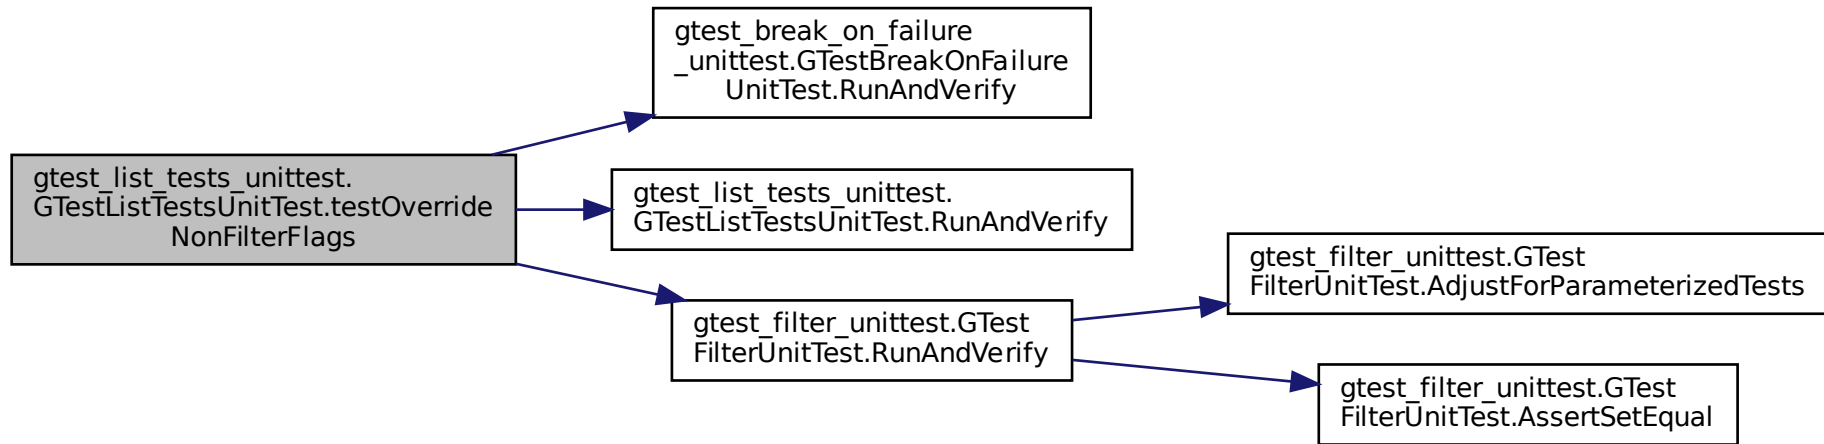 gtest_break_on_failure
_unittest.GTestBreakOnFailure
UnitTest.RunAndVerify
gtest_list_tests_unittest.
GTestListTestsUnitTest.testOverride
NonFilterFlags
gtest_list_tests_unittest.
GTestListTestsUnitTest.RunAndVerify
gtest_filter_unittest.GTest
FilterUnitTest.RunAndVerify
gtest_filter_unittest.GTest
FilterUnitTest.AdjustForParameterizedTests
gtest_filter_unittest.GTest
FilterUnitTest.AssertSetEqual